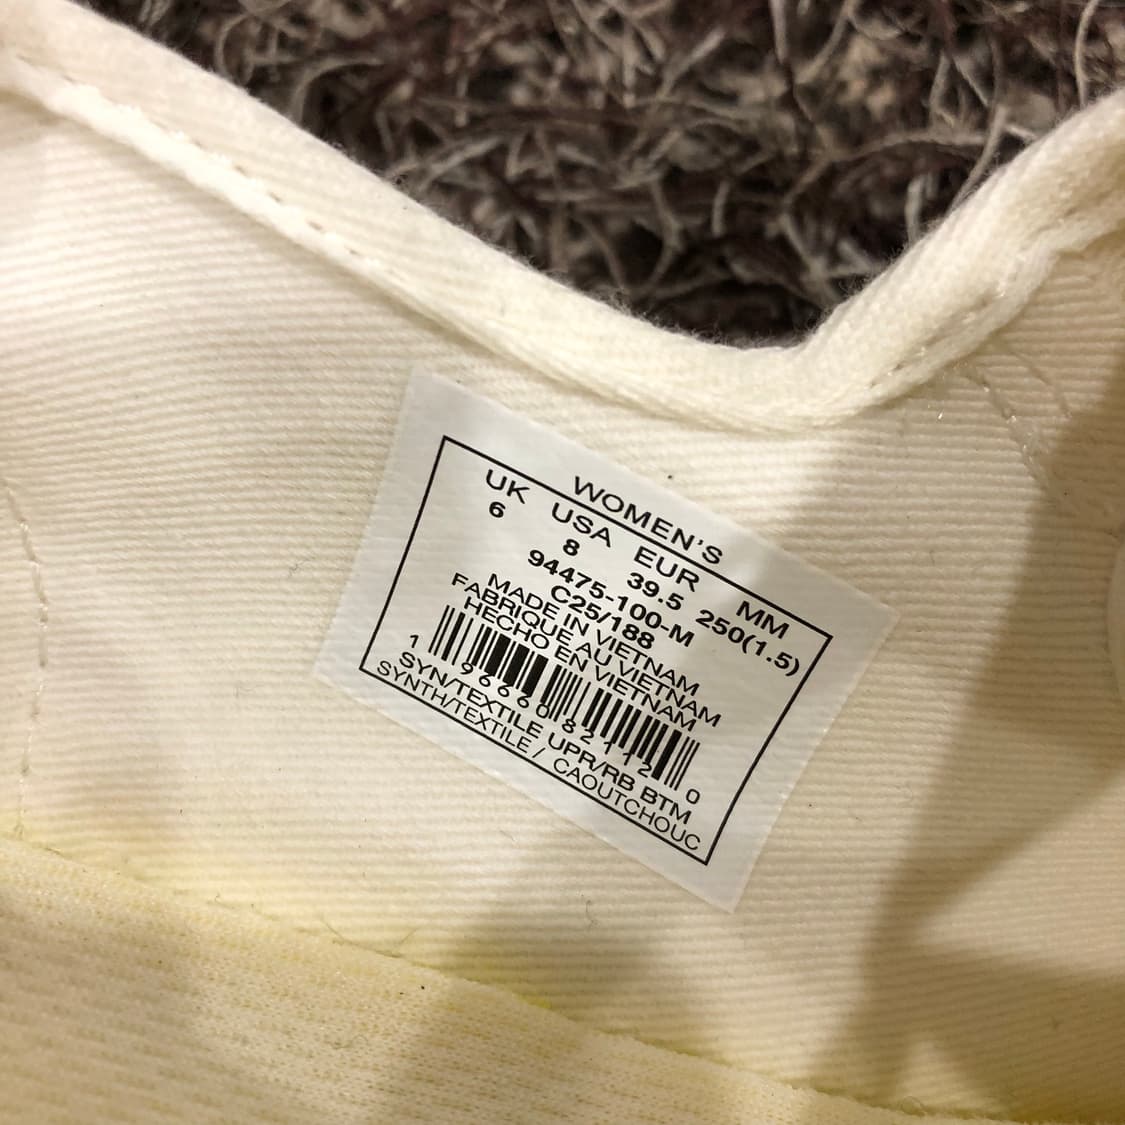 WOMEN'S
UK USA EUR MM
6 8 39.5 250(1.5)
94475-100-M
C25/188
MADE IN VIETNAM
FABRIQUE AU VIETNAM
HECHO EN VIETNAM
1 96660 82112 0
SYN/TEXTILE UPR/RB BTM
SYNTH/TEXTILE / CAOUTCHOUC